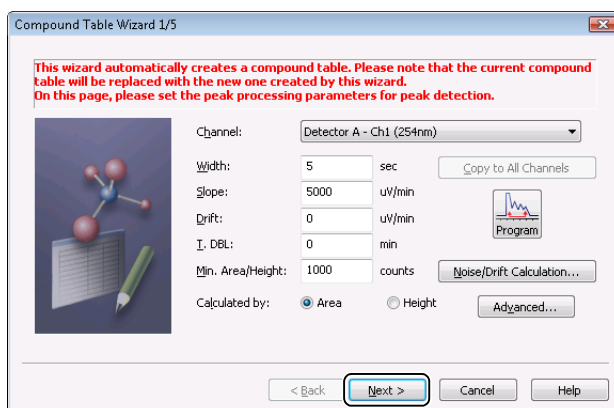 Compound Table Wizard 1/5
This wizard automatically creates a compound table. Please note that the current compound
table will be replaced with the new one created by this wizard.
On this page, please set the peak processing parameters for peak detection.
Channel: Detector A - Ch1 (254nm)
Width: 5 sec Copy to All Channels
Slope: 5000 uV/min
Drift: 0 uV/min Program
T. DBL: 0 min
Min. Area/Height: 1000 counts Noise/Drift Calculation...
Calculated by: Area Height Advanced...
< Back Next > Cancel Help